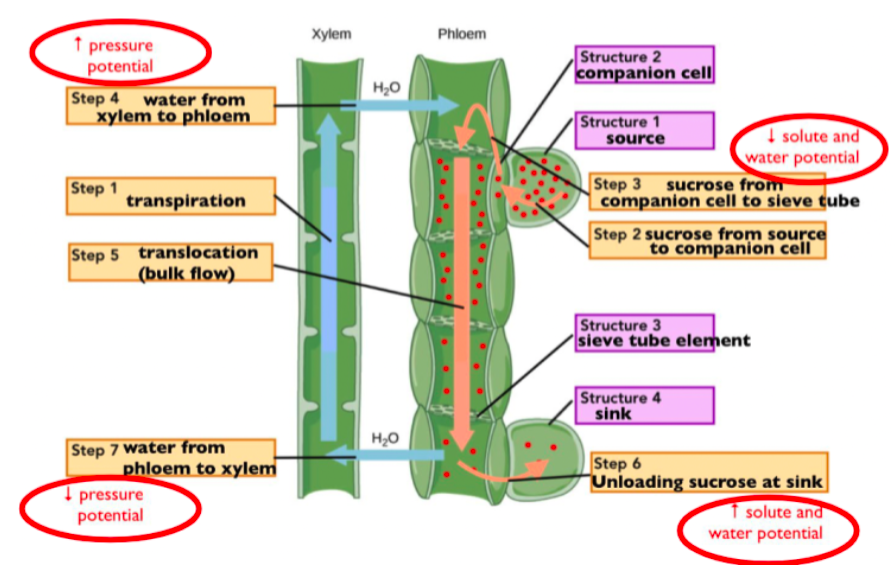 Xylem
Phloem
↑ pressure
potential
Step 4 water from
xylem to phloem
H₂O
Structure 2
companion cell
Structure 1
source
↓ solute and
water potential
Step 1
transpiration
Step 3 sucrose from
companion cell to sieve tube
Step 2 sucrose from source
to companion cell
Step 5 translocation
(bulk flow)
Structure 3
sieve tube element
Structure 4
sink
Step 7 water from
phloem to xylem
H₂O
Step 6
Unloading sucrose at sink
↓ pressure
potential
↑ solute and
water potential